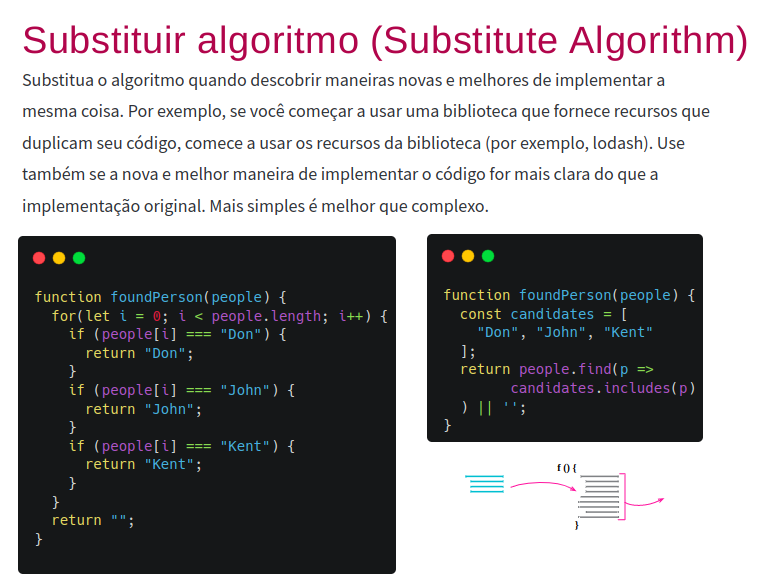 Substituir algoritmo (Substitute Algorithm)
Substitua o algoritmo quando descobrir maneiras novas e melhores de implementar a
mesma coisa. Por exemplo, se você começar a usar uma biblioteca que fornece recursos que
duplicam seu código, comece a usar os recursos da biblioteca (por exemplo, lodash). Use
também se a nova e melhor maneira de implementar o código for mais clara do que a
implementação original. Mais simples é melhor que complexo.
function foundPerson(people) {
  for(let i = 0; i < people.length; i++) {
    if (people[i] === "Don") {
      return "Don";
    }
    if (people[i] === "John") {
      return "John";
    }
    if (people[i] === "Kent") {
      return "Kent";
    }
  }
  return "";
}
function foundPerson(people) {
  const candidates = [
    "Don", "John", "Kent"
  ];
  return people.find(p =>
        candidates.includes(p)
  ) || '';
}
f () {
}